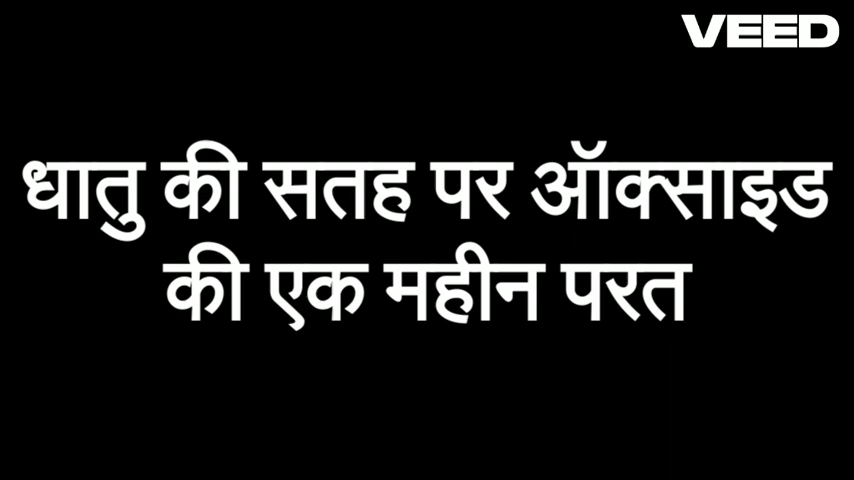 VEED
धातु की सतह पर ऑक्साइड
की एक महीन परत